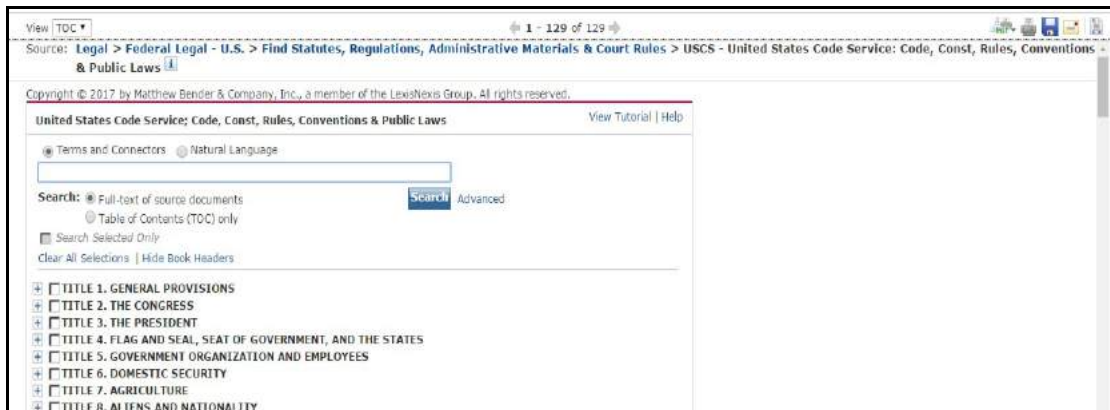 View TOC
1 - 129 of 129
Source: Legal > Federal Legal - U.S. > Find Statutes, Regulations, Administrative Materials & Court Rules > USCS - United States Code Service: Code, Const, Rules, Conventions
& Public Laws i
Copyright © 2017 by Matthew Bender & Company, Inc., a member of the LexisNexis Group. All rights reserved.
United States Code Service; Code, Const, Rules, Conventions & Public Laws
View Tutorial | Help
Terms and Connectors Natural Language
Search: Full-text of source documents
Search Advanced
Table of Contents (TOC) only
Search Selected Only
Clear All Selections | Hide Book Headers
TITLE 1. GENERAL PROVISIONS
TITLE 2. THE CONGRESS
TITLE 3. THE PRESIDENT
TITLE 4. FLAG AND SEAL, SEAT OF GOVERNMENT, AND THE STATES
TITLE 5. GOVERNMENT ORGANIZATION AND EMPLOYEES
TITLE 6. DOMESTIC SECURITY
TITLE 7. AGRICULTURE
TITLE 8. ALIENS AND NATIONALITY